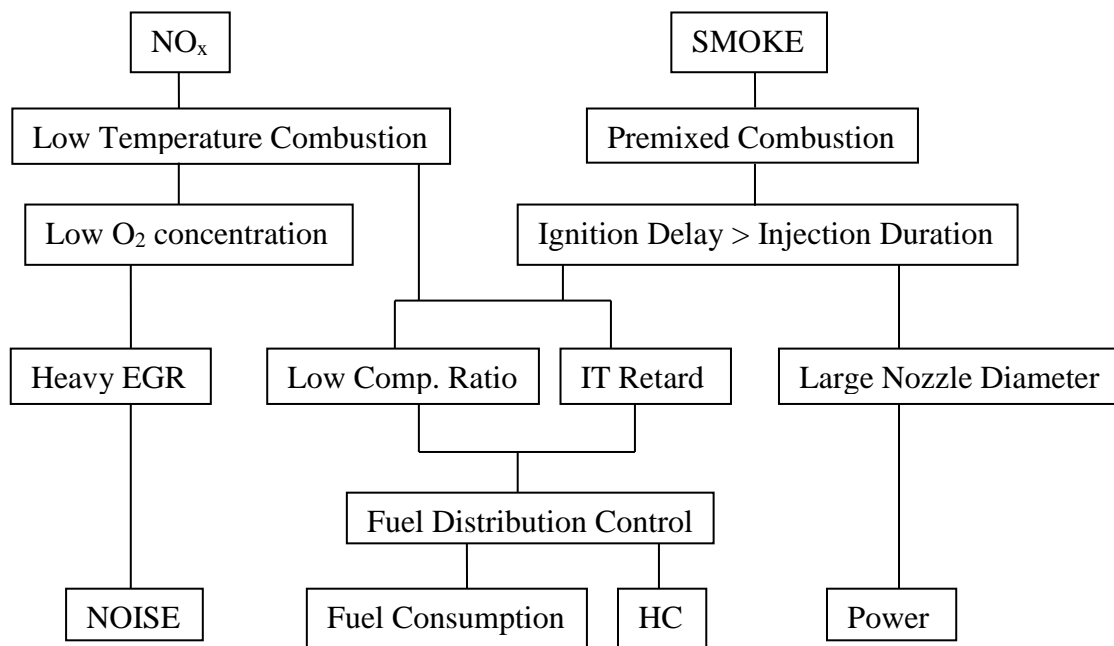 NOₓ
SMOKE
Low Temperature Combustion
Premixed Combustion
Low O₂ concentration
Ignition Delay > Injection Duration
Heavy EGR
Low Comp. Ratio
IT Retard
Large Nozzle Diameter
Fuel Distribution Control
NOISE
Fuel Consumption
HC
Power